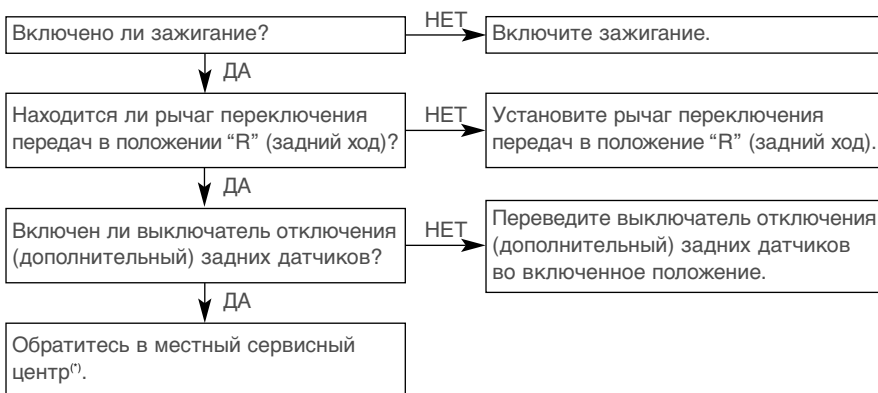 Включено ли зажигание?
НЕТ
Включите зажигание.
ДА
Находится ли рычаг переключения
передач в положении “R” (задний ход)?
НЕТ
Установите рычаг переключения
передач в положение “R” (задний ход).
ДА
Включен ли выключатель отключения
(дополнительный) задних датчиков?
НЕТ
Переведите выключатель отключения
(дополнительный) задних датчиков
во включенное положение.
ДА
Обратитесь в местный сервисный
центр(*).